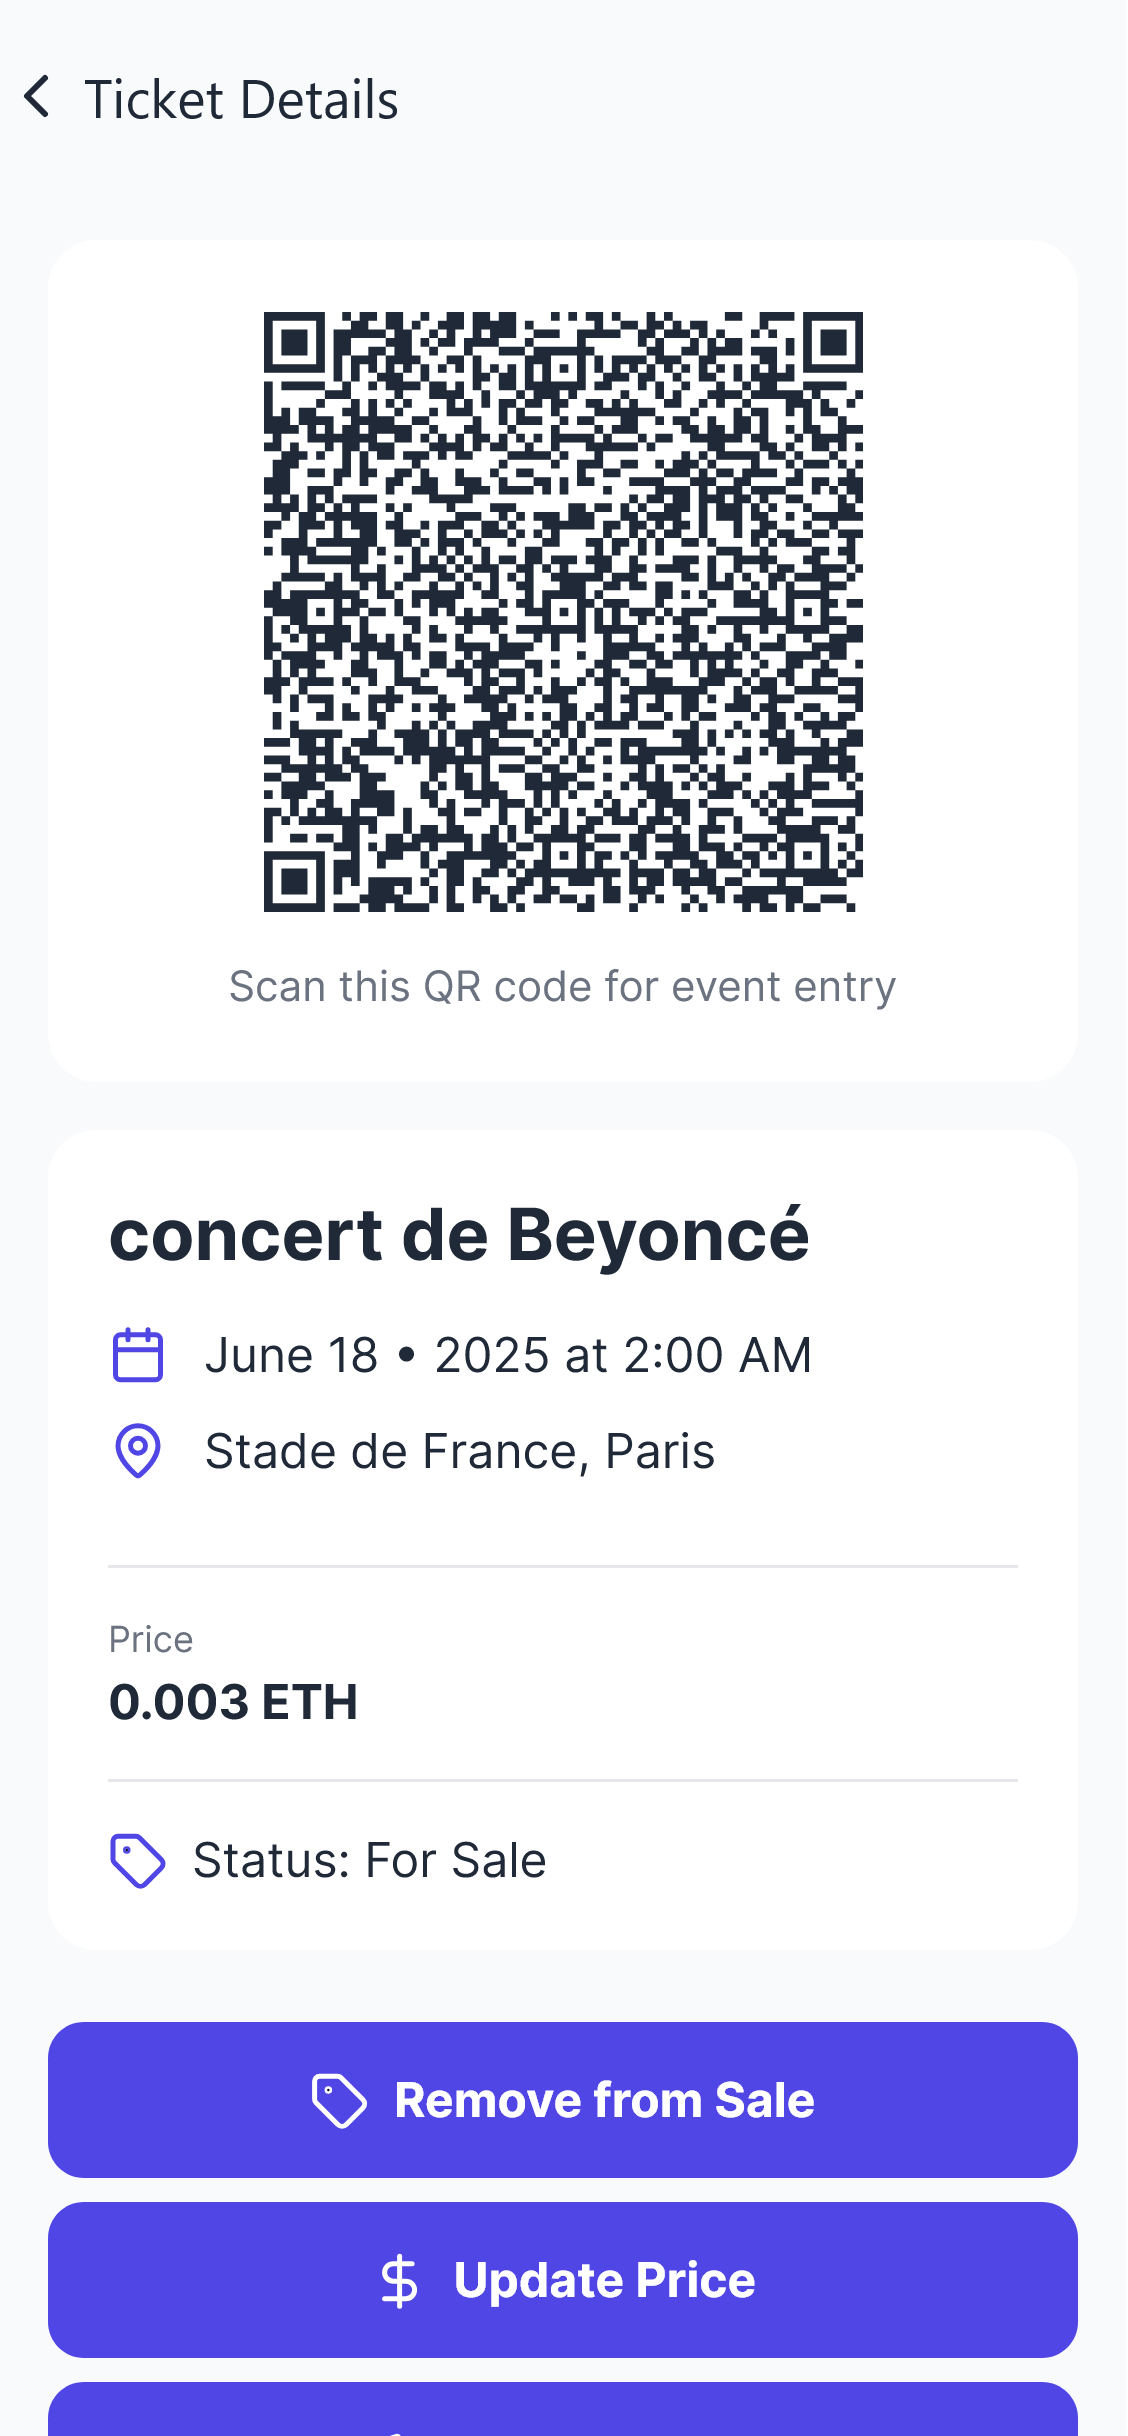 Ticket Details
Scan this QR code for event entry
concert de Beyoncé
June 18 • 2025 at 2:00 AM
Stade de France, Paris
Price
0.003 ETH
Status: For Sale
Remove from Sale
Update Price